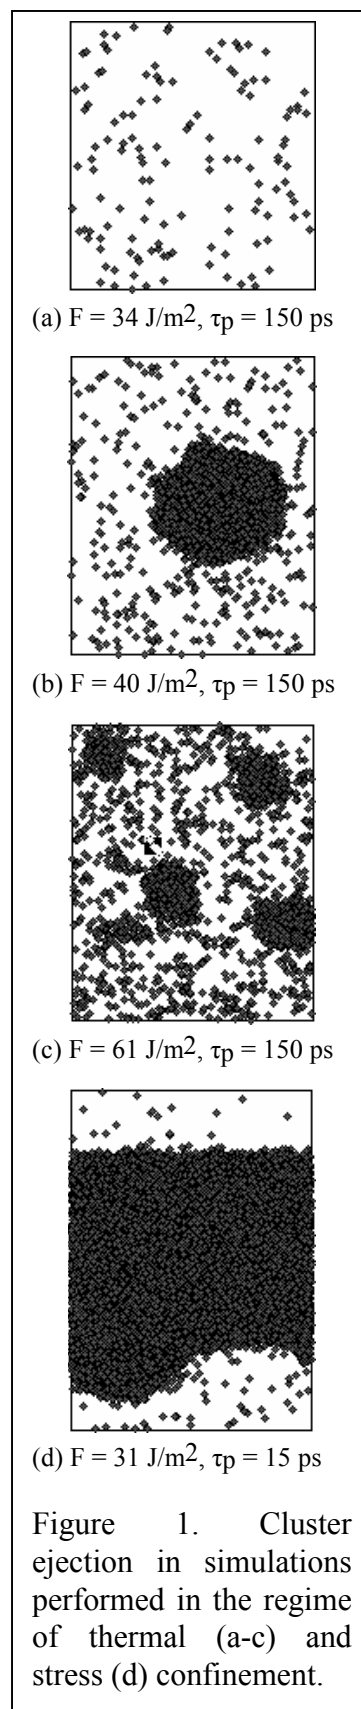 (a) F = 34 J/m2, τp = 150 ps
(b) F = 40 J/m2, τp = 150 ps
(c) F = 61 J/m2, τp = 150 ps
(d) F = 31 J/m2, τp = 15 ps
Figure 1. Cluster
ejection in simulations
performed in the regime
of thermal (a-c) and
stress (d) confinement.